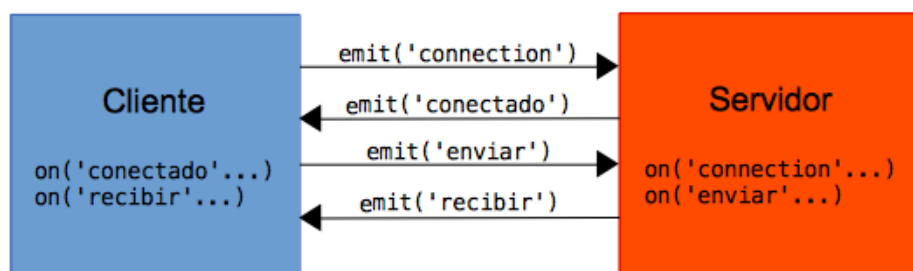 Cliente
on('conectado'...)
on('recibir'...)
emit('connection')
emit('conectado')
emit('enviar')
emit('recibir')
Servidor
on('connection'...)
on('enviar'...)